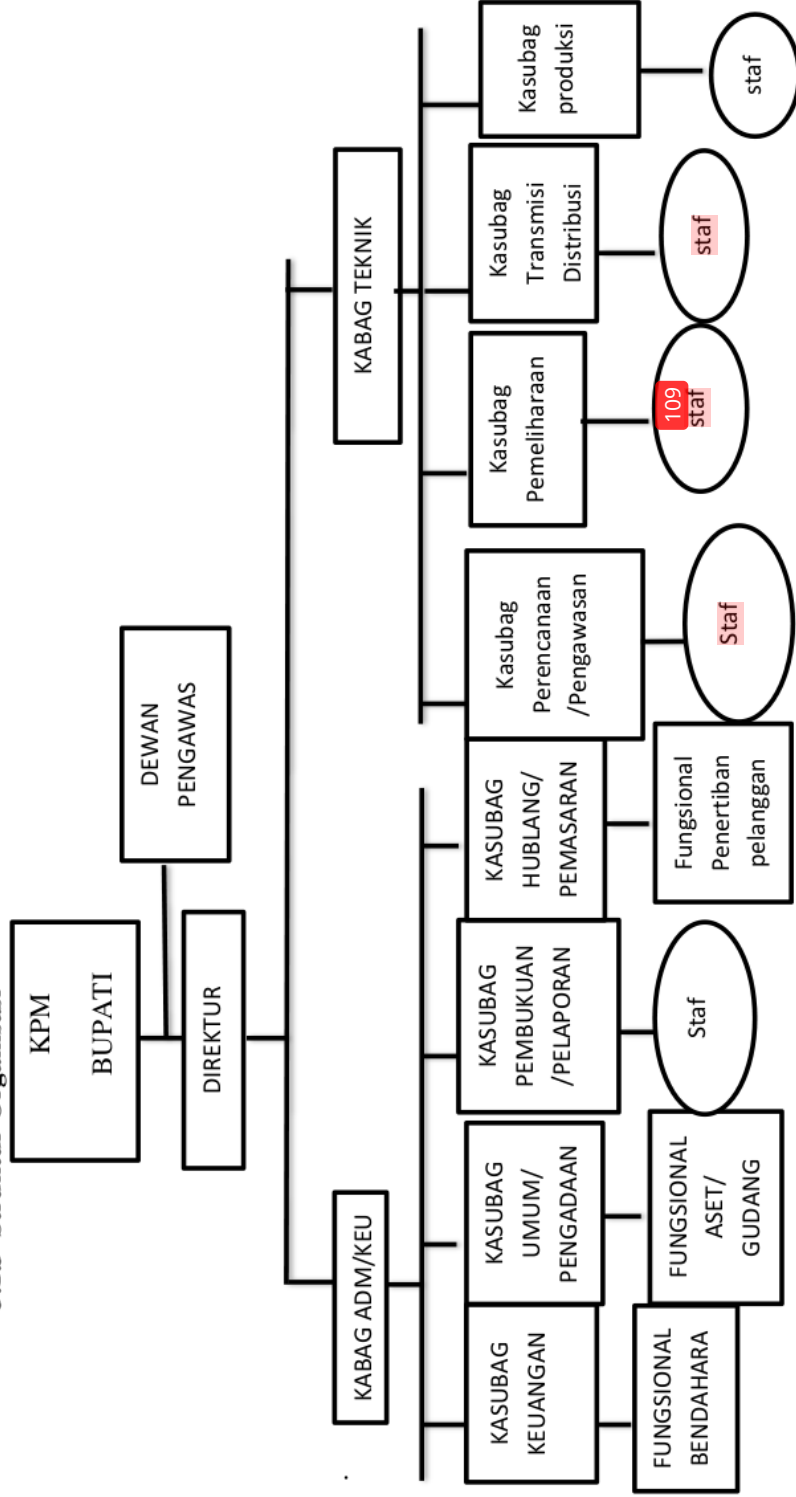 KPM
BUPATI
DEWAN
PENGAWAS
DIREKTUR
KABAG ADM/KEU
KABAG TEKNIK
KASUBAG
KEUANGAN
KASUBAG
UMUM/
PENGADAAN
KASUBAG
PEMBUKUAN
/PELAPORAN
KASUBAG
HUBLANG/
PEMASARAN
Kasubag
Perencanaan
/Pengawasan
Kasubag
Pemeliharaan
Kasubag
Transmisi
Distribusi
Kasubag
produksi
FUNGSIONAL
BENDAHARA
FUNGSIONAL
ASET/
GUDANG
Staf
Fungsional
Penertiban
pelanggan
Staf
109
staf
staf
staf